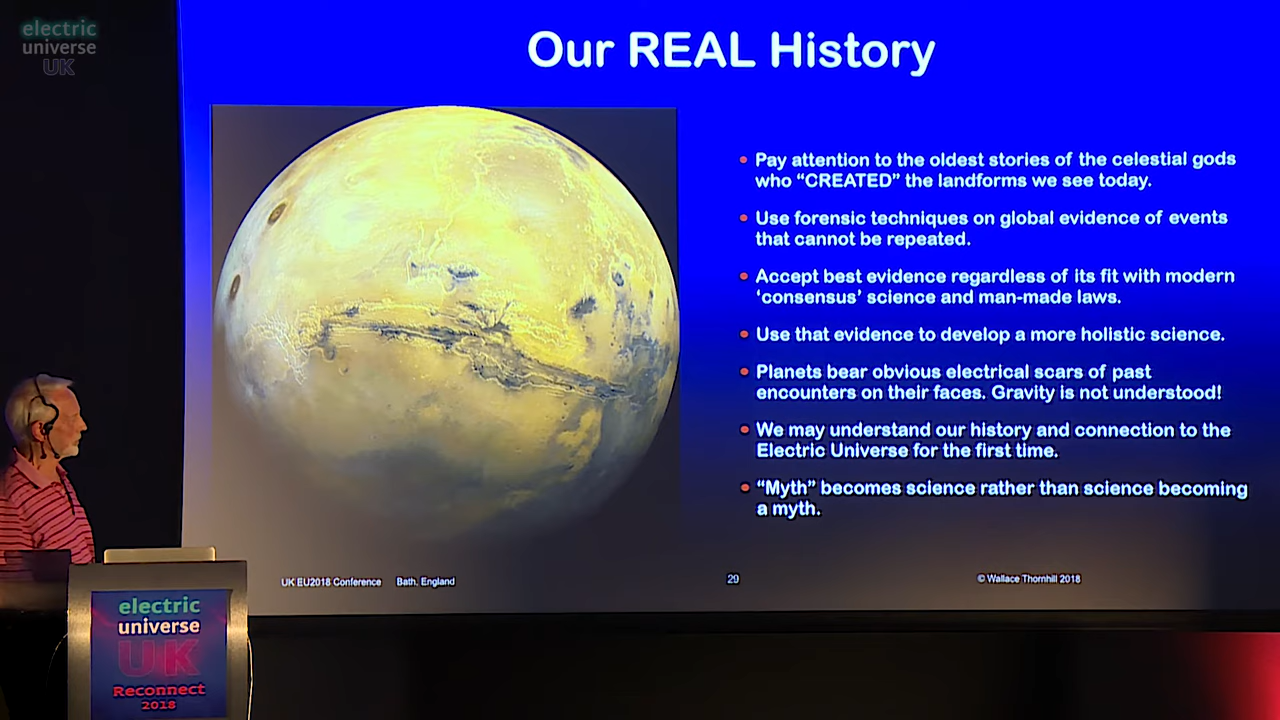 electric
universe
UK
Our REAL History
• Pay attention to the oldest stories of the celestial gods
who “CREATED” the landforms we see today.
• Use forensic techniques on global evidence of events
that cannot be repeated.
• Accept best evidence regardless of its fit with modern
‘consensus’ science and man-made laws.
• Use that evidence to develop a more holistic science.
• Planets bear obvious electrical scars of past
encounters on their faces. Gravity is not understood!
• We may understand our history and connection to the
Electric Universe for the first time.
• “Myth” becomes science rather than science becoming
a myth.
UK EU2018 Conference Bath, England
29
© Wallace Thornhill 2018
electric
universe
UK
Reconnect
2018